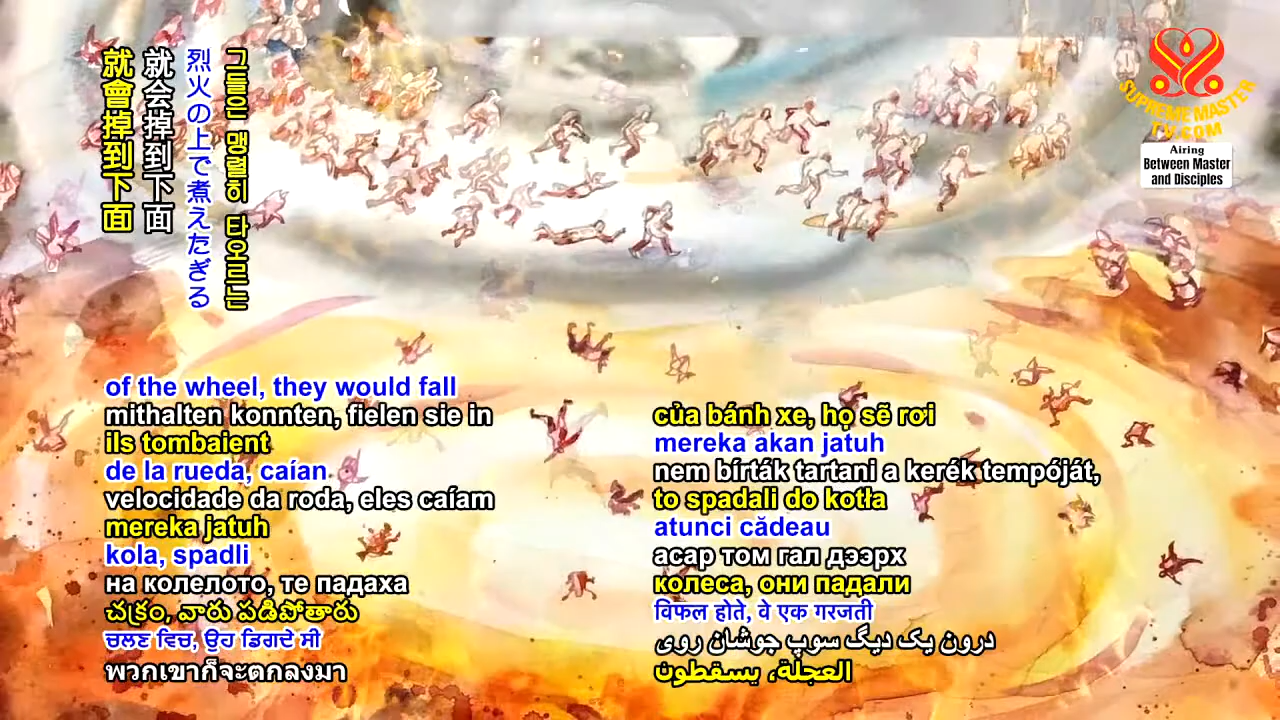 就會掉到下面
就会掉到下面
烈火の上で煮えたぎる
그들은 맹렬히 타오르는
SUPREME MASTER
TV.COM
Airing
Between Master
and Disciples
of the wheel, they would fall
mithalten konnten, fielen sie in
ils tombaient
de la rueda, caían
velocidade da roda, eles caíam
mereka jatuh
kola, spadli
на колелото, те падаха
చక్రం, వారు పడిపోతారు
ਚਲਣ ਵਿਚ, ਉਹ ਡਿਗਦੇ ਸੀ
พวกเขาก็จะตกลงมา
của bánh xe, họ sẽ rơi
mereka akan jatuh
nem bírták tartani a kerék tempóját,
to spadali do kotła
atunci cădeau
асар том гал дээрх
колеса, они падали
विफल होते, वे एक गरजती
درون یک دیگ سوپ جوشان روی
العجلة، يسقطون